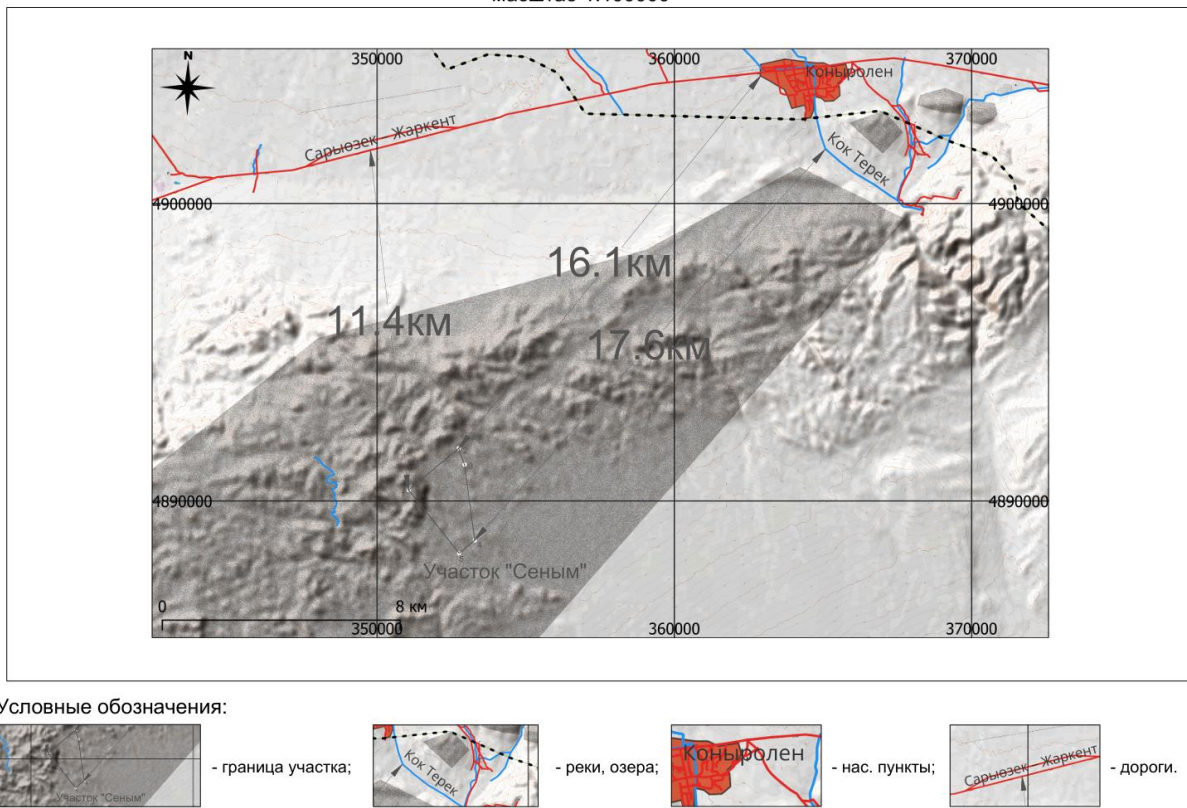 N
350000 360000 370000
Коныролен
Сарыозек - Жаркент
Кок Терек
4900000 4900000
16.1км
11.4км
17.6км
4890000 4890000
Участок "Сеным"
0 8 км
350000 360000 370000
Условные обозначения:
Участок "Сеным"
- граница участка;
Кок Терек
- реки, озера;
Коныролен
- нас. пункты;
Сарыозек - Жаркент
- дороги.